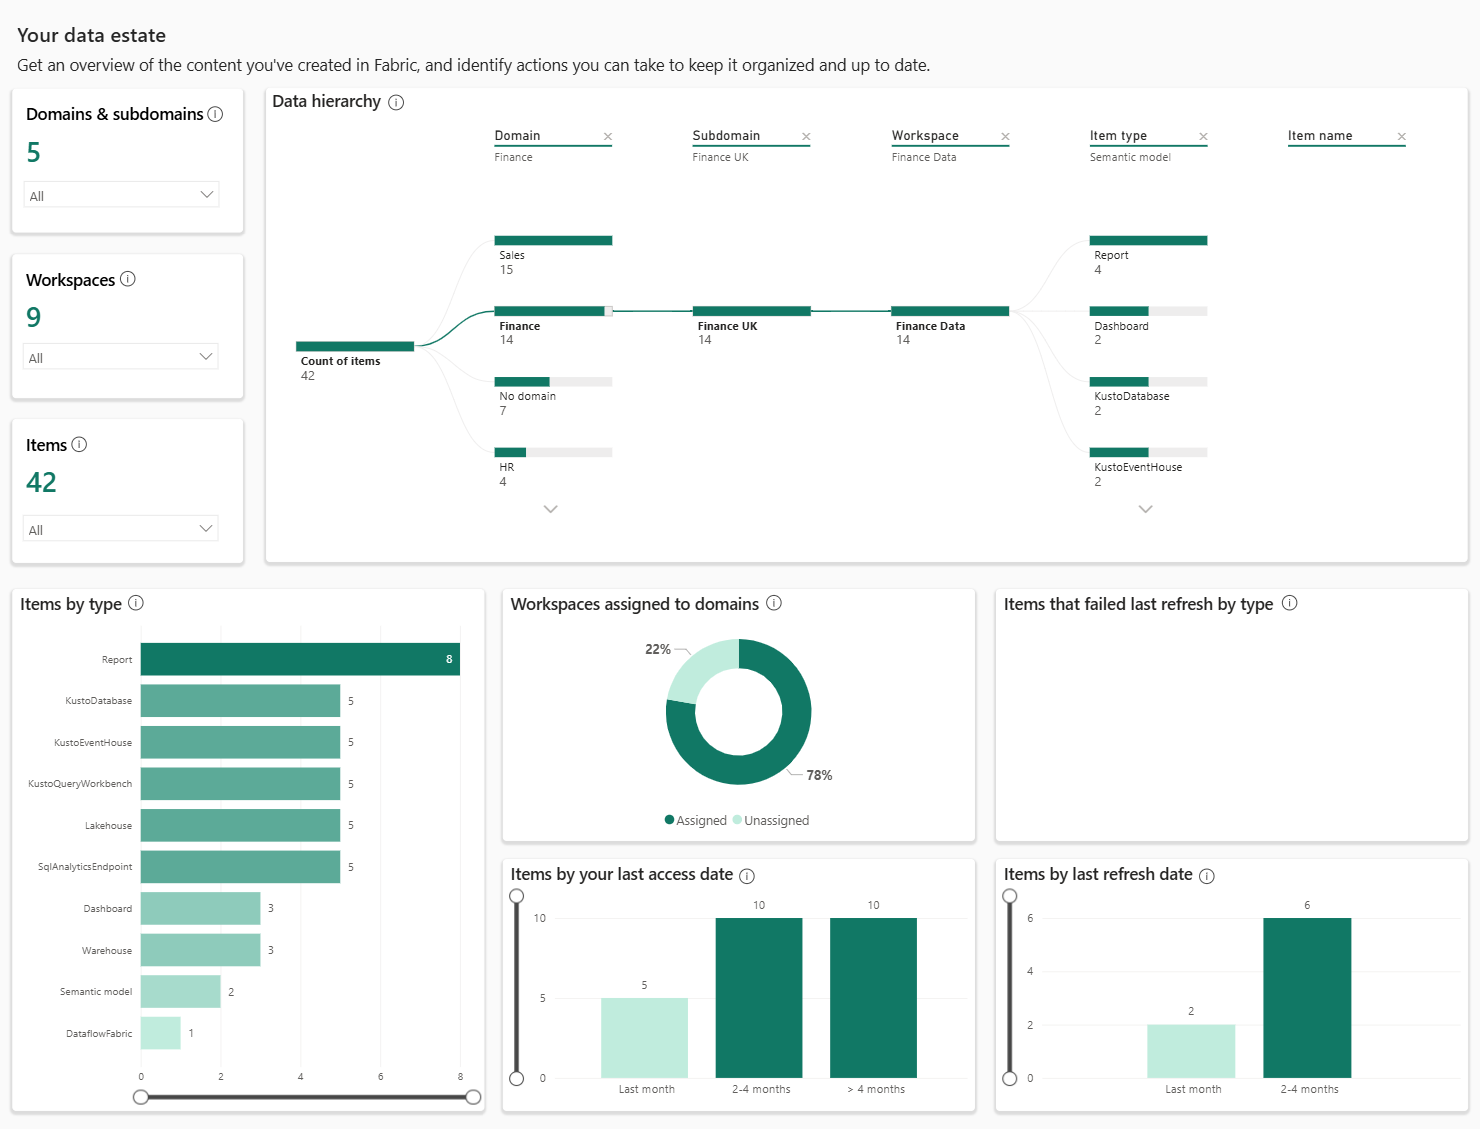 Your data estate
Get an overview of the content you've created in Fabric, and identify actions you can take to keep it organized and up to date.
Domains & subdomains
5
All
Workspaces
9
All
Items
42
All
Data hierarchy
Domain
Finance
Subdomain
Finance UK
Workspace
Finance Data
Item type
Semantic model
Item name
Count of items
42
Sales
15
Finance
14
No domain
7
HR
4
Finance UK
14
Finance Data
14
Report
4
Dashboard
2
KustoDatabase
2
KustoEventHouse
2
Items by type
Report 8
KustoDatabase 5
KustoEventHouse 5
KustoQueryWorkbench 5
Lakehouse 5
SqlAnalyticsEndpoint 5
Dashboard 3
Warehouse 3
Semantic model 2
DataflowFabric 1
0 2 4 6 8
Workspaces assigned to domains
22%
78%
Assigned Unassigned
Items that failed last refresh by type
Items by your last access date
10
5
0
5
10
10
Last month 2-4 months > 4 months
Items by last refresh date
6
4
2
0
2
6
Last month 2-4 months